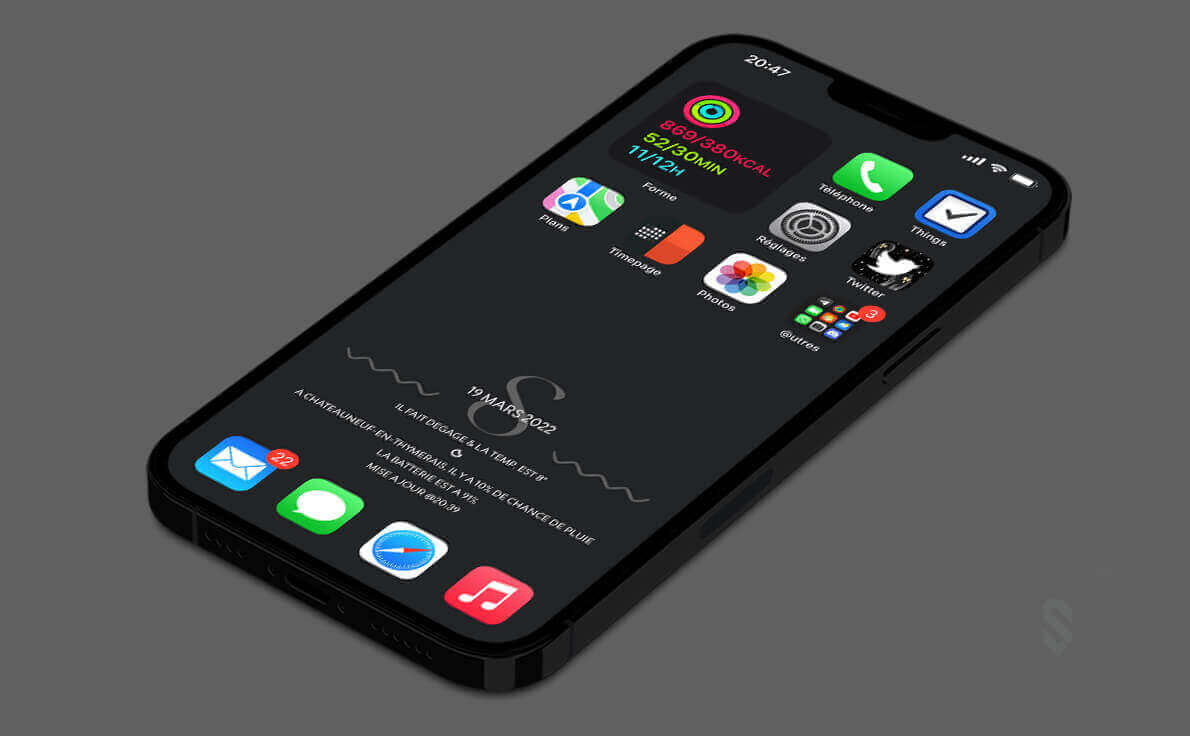 20:47
869/380KCAL
52/30MIN
11/12H
Forme
Téléphone
Things
Plans
Timepage
Réglages
Twitter
Photos
3
@utres
8
19 MARS 2022
IL FAIT DEGAGE & LA TEMP. EST 8°
A CHATEAUNEUF-EN-THYMERAIS, IL Y A 10% DE CHANCE DE PLUIE
LA BATTERIE EST A 91%
MISE A JOUR @20:39
22